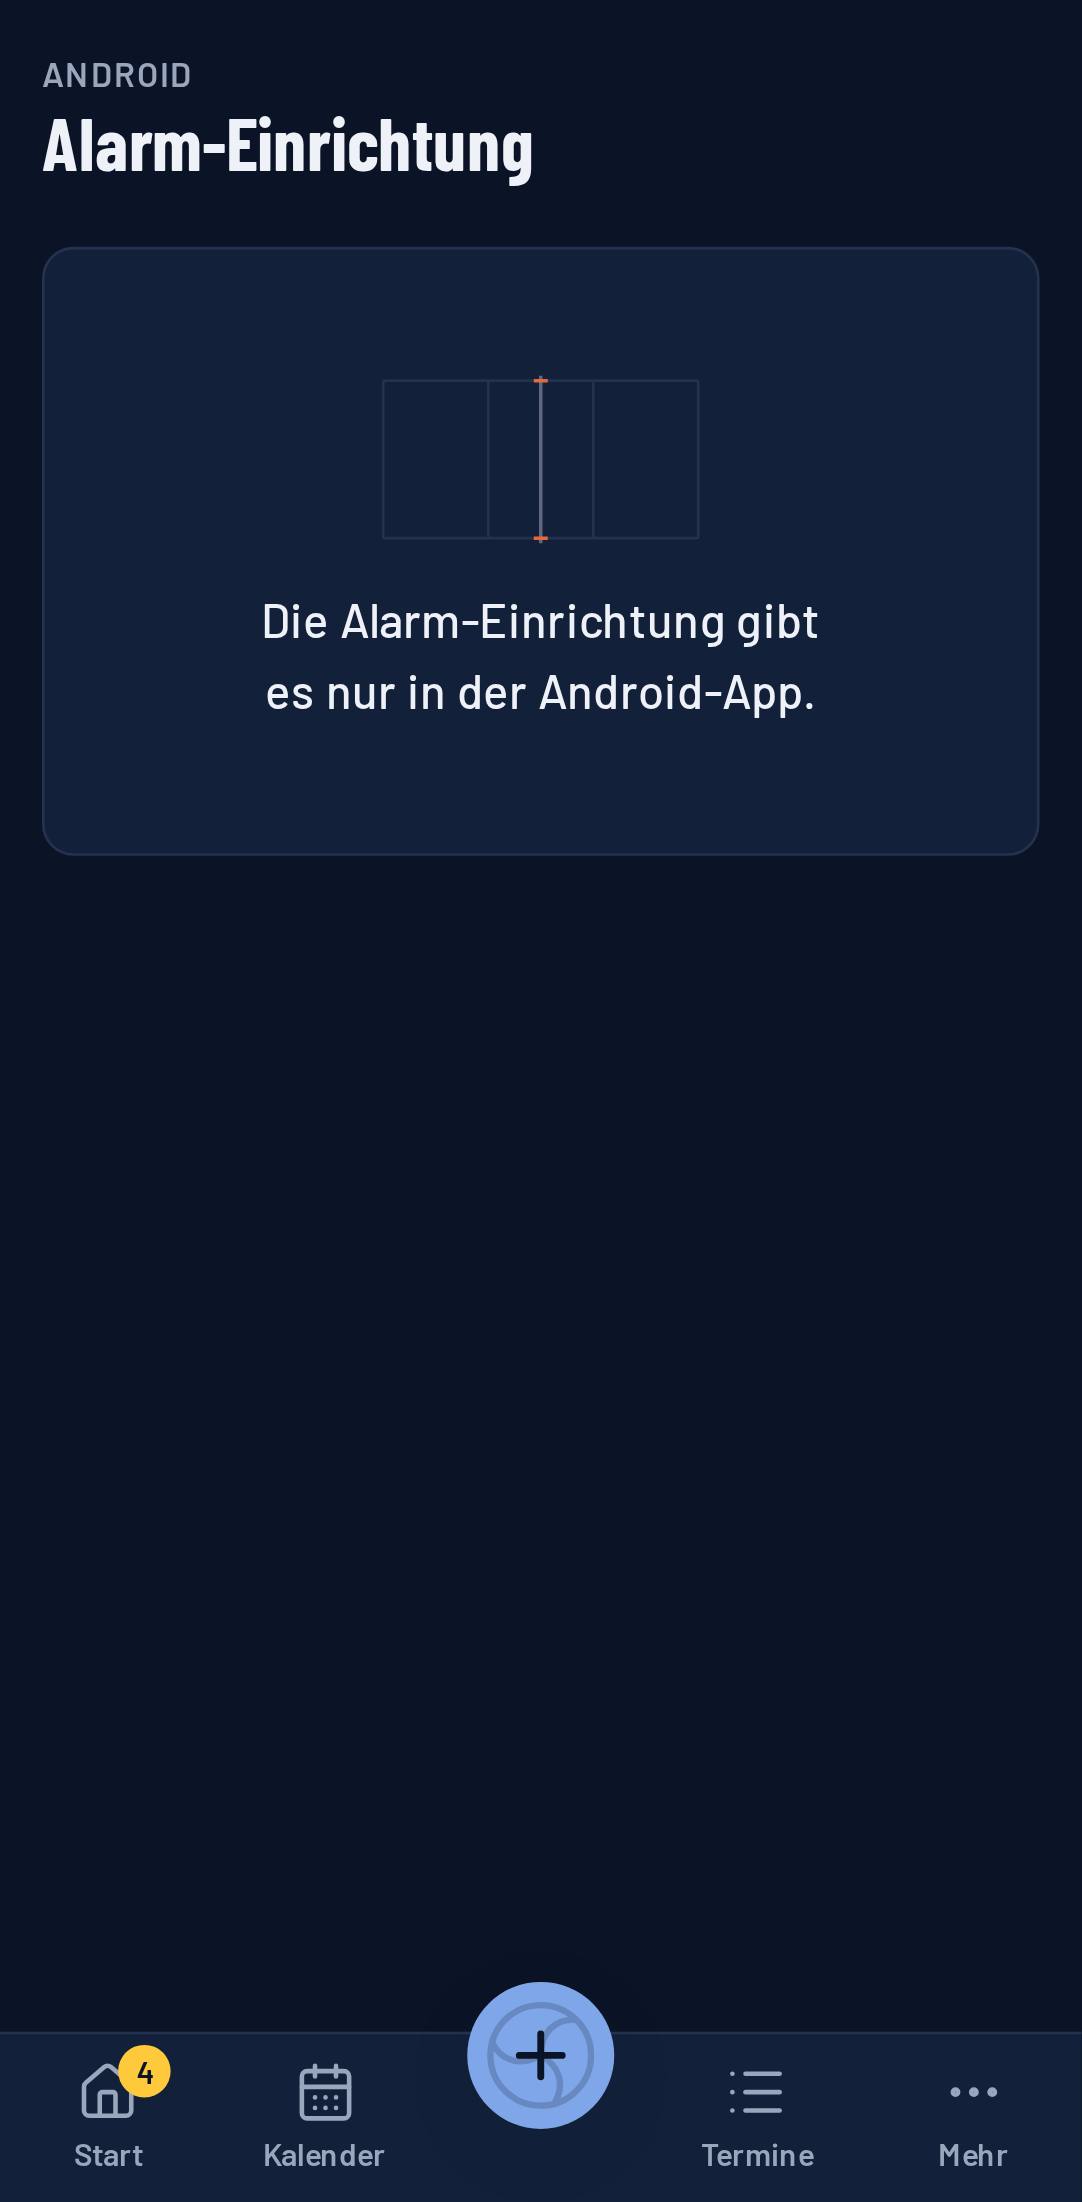 ANDROID
Alarm-Einrichtung
Die Alarm-Einrichtung gibt
es nur in der Android-App.
4
Start
Kalender
Termine
Mehr